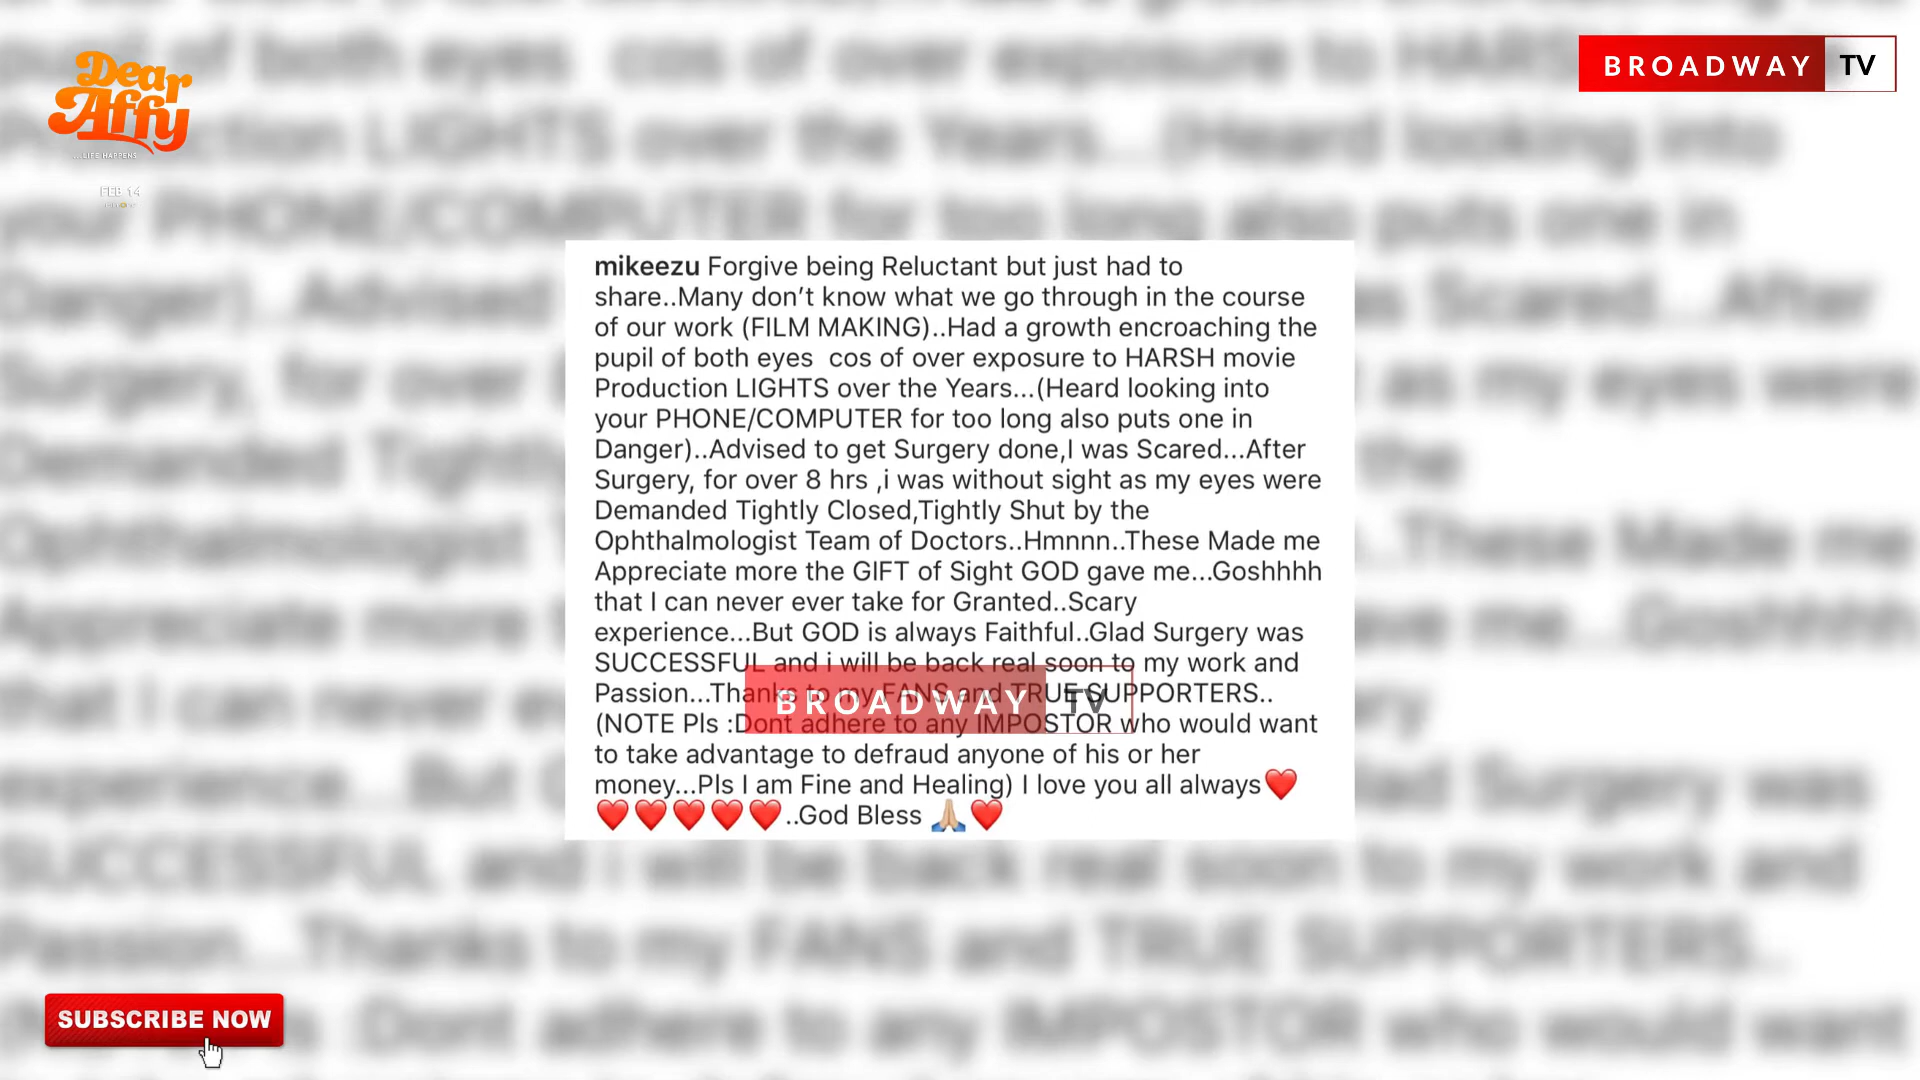 Dear
Affy
...LIFE HAPPENS
FEB 14
BROADWAY TV
mikeezu Forgive being Reluctant but just had to
share..Many don’t know what we go through in the course
of our work (FILM MAKING)..Had a growth encroaching the
pupil of both eyes  cos of over exposure to HARSH movie
Production LIGHTS over the Years...(Heard looking into
your PHONE/COMPUTER for too long also puts one in
Danger)..Advised to get Surgery done,I was Scared...After
Surgery, for over 8 hrs ,i was without sight as my eyes were
Demanded Tightly Closed,Tightly Shut by the
Ophthalmologist Team of Doctors..Hmnnn..These Made me
Appreciate more the GIFT of Sight GOD gave me...Goshhhh
that I can never ever take for Granted..Scary
experience...But GOD is always Faithful..Glad Surgery was
SUCCESSFUL and i will be back real soon to my work and
Passion...Thanks to my FANS and TRUE SUPPORTERS..
BROADWAY TV
(NOTE Pls :Dont adhere to any IMPOSTOR who would want
to take advantage to defraud anyone of his or her
money...Pls I am Fine and Healing) I love you all always❤️
❤️❤️❤️❤️❤️..God Bless 🙏🏼❤️
SUBSCRIBE NOW